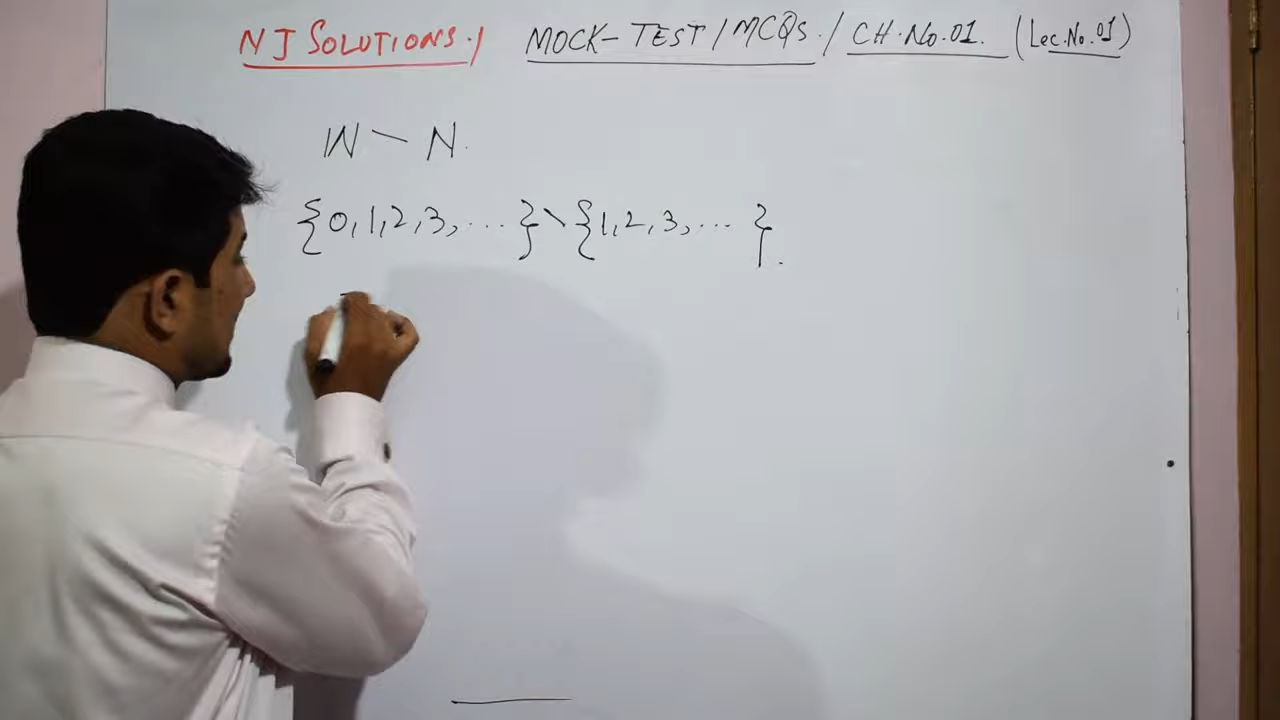 NJ SOLUTIONS./ MOCK-TEST/MCQs./CH.No.01. (Lec.No.01)
W \ N.
{0,1,2,3,...} \ {1,2,3,...}.